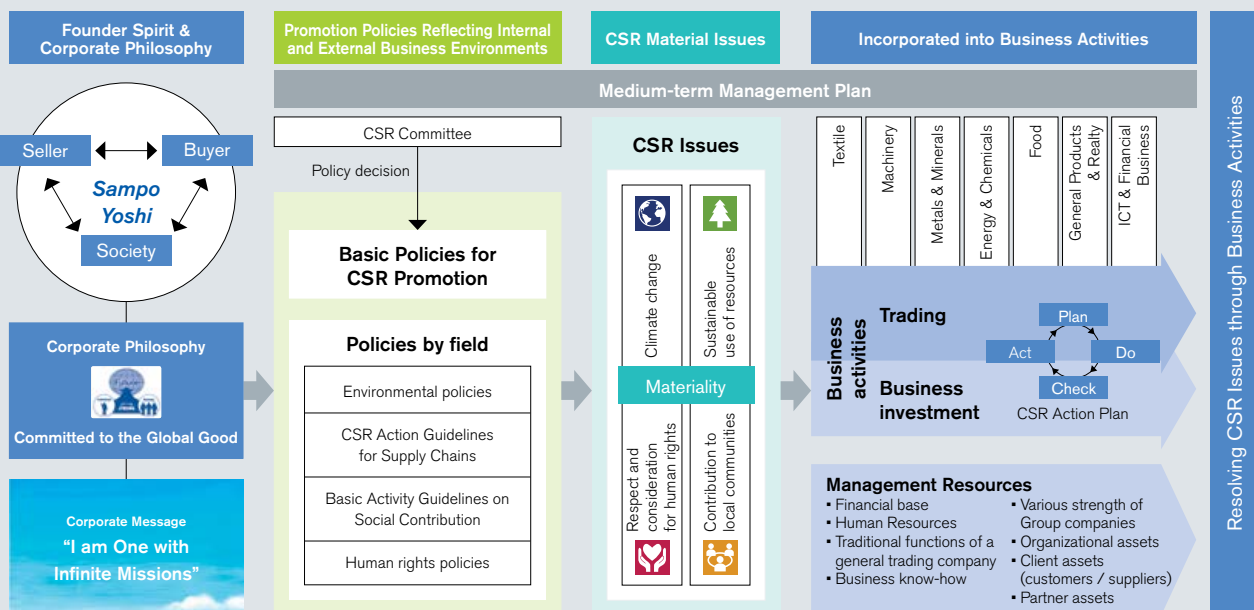 Founder Spirit &
Corporate Philosophy
Promotion Policies Reflecting Internal
and External Business Environments
CSR Material Issues
Incorporated into Business Activities
Medium-term Management Plan
Seller
Buyer
Sampo
Yoshi
Society
Corporate Philosophy
Committed to the Global Good
Corporate Message
"I am One with
Infinite Missions"
CSR Committee
Policy decision
Basic Policies for
CSR Promotion
Policies by field
Environmental policies
CSR Action Guidelines
for Supply Chains
Basic Activity Guidelines on
Social Contribution
Human rights policies
CSR Issues
Climate change
Sustainable
use of resources
Materiality
Respect and
consideration
for human rights
Contribution to
local communities
Textile
Machinery
Metals & Minerals
Energy & Chemicals
Food
General Products
& Realty
ICT & Financial
Business
Business
activities
Trading
Business
investment
Plan
Do
Check
Act
CSR Action Plan
Management Resources
▪ Financial base
▪ Human Resources
▪ Traditional functions of a
general trading company
▪ Business know-how
▪ Various strength of
Group companies
▪ Organizational assets
▪ Client assets
(customers / suppliers)
▪ Partner assets
Resolving CSR Issues through Business Activities